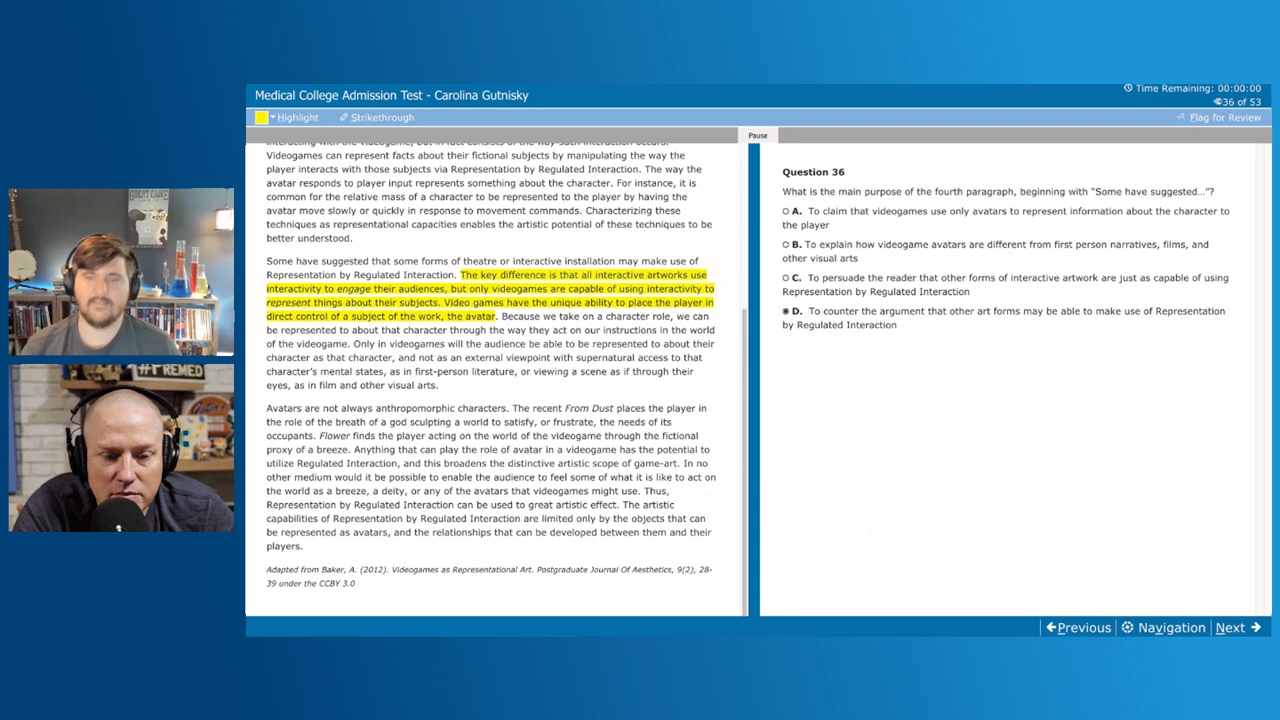 Medical College Admission Test - Carolina Gutnisky
Time Remaining: 00:00:00
36 of 53
Highlight
Strikethrough
Flag for Review
Pause
interacting with the videogame, but in fact consists of the way such interaction occurs.
Videogames can represent facts about their fictional subjects by manipulating the way the
player interacts with those subjects via Representation by Regulated Interaction. The way the
avatar responds to player input represents something about the character. For instance, it is
common for the relative mass of a character to be represented to the player by having the
avatar move slowly or quickly in response to movement commands. Characterizing these
techniques as representational capacities enables the artistic potential of these techniques to be
better understood.
Some have suggested that some forms of theatre or interactive installation may make use of
Representation by Regulated Interaction. The key difference is that all interactive artworks use
interactivity to engage their audiences, but only videogames are capable of using interactivity to
represent things about their subjects. Video games have the unique ability to place the player in
direct control of a subject of the work, the avatar. Because we take on a character role, we can
be represented to about that character through the way they act on our instructions in the world
of the videogame. Only in videogames will the audience be able to be represented to about their
character as that character, and not as an external viewpoint with supernatural access to that
character's mental states, as in first-person literature, or viewing a scene as if through their
eyes, as in film and other visual arts.
Avatars are not always anthropomorphic characters. The recent From Dust places the player in
the role of the breath of a god sculpting a world to satisfy, or frustrate, the needs of its
occupants. Flower finds the player acting on the world of the videogame through the fictional
proxy of a breeze. Anything that can play the role of avatar in a videogame has the potential to
utilize Regulated Interaction, and this broadens the distinctive artistic scope of game-art. In no
other medium would it be possible to enable the audience to feel some of what it is like to act on
the world as a breeze, a deity, or any of the avatars that videogames might use. Thus,
Representation by Regulated Interaction can be used to great artistic effect. The artistic
capabilities of Representation by Regulated Interaction are limited only by the objects that can
be represented as avatars, and the relationships that can be developed between them and their
players.
Adapted from Baker, A. (2012). Videogames as Representational Art. Postgraduate Journal Of Aesthetics, 9(2), 28-
39 under the CCBY 3.0
Question 36
What is the main purpose of the fourth paragraph, beginning with "Some have suggested..."?
A. To claim that videogames use only avatars to represent information about the character to
the player
B. To explain how videogame avatars are different from first person narratives, films, and
other visual arts
C. To persuade the reader that other forms of interactive artwork are just as capable of using
Representation by Regulated Interaction
D. To counter the argument that other art forms may be able to make use of Representation
by Regulated Interaction
#PREMED
Previous
Navigation
Next